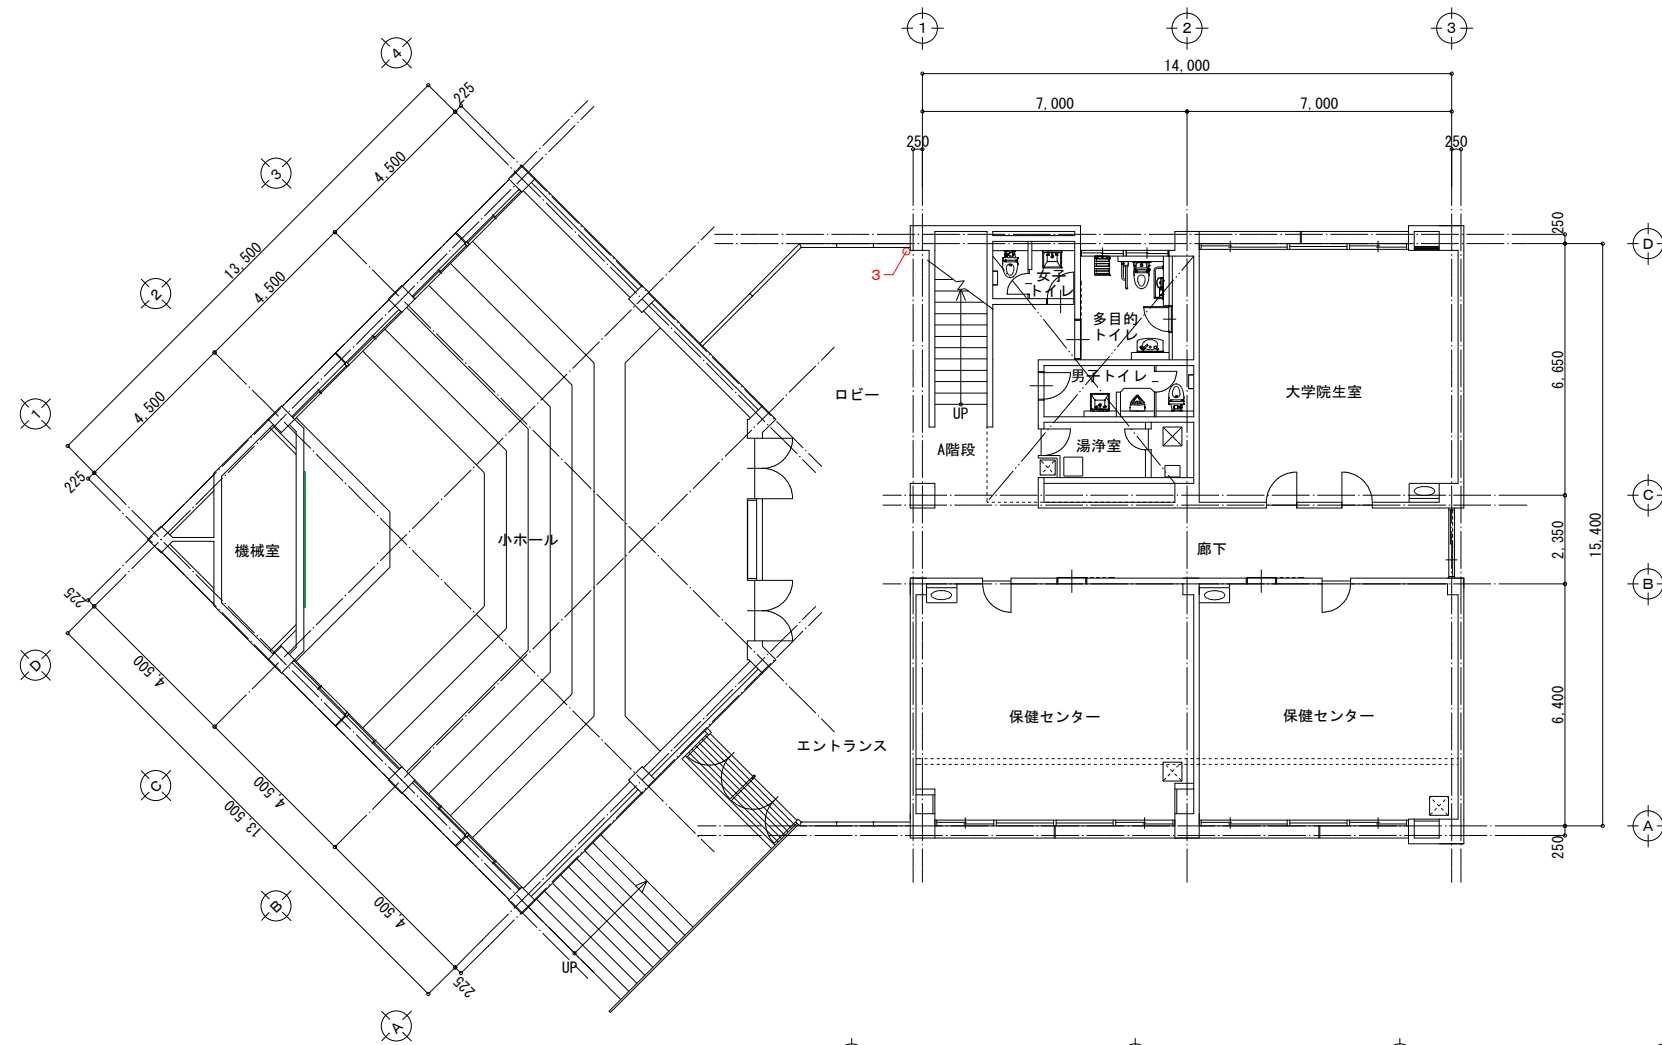 1
2
3
14,000
7,000
7,000
250
250
4
225
4,500
3
13,500
4,500
2
4,500
1
225
250
D
3
女子
トイレ
多目的
トイレ
6,650
男子トイレ
ロビー
大学院生室
UP
湯浄室
A階段
C
15,400
小ホール
機械室
廊下
2,350
B
225
D
4,500
保健センター
保健センター
6,400
エントランス
C
4,500
13,500
A
250
B
4,500
UP
225
A